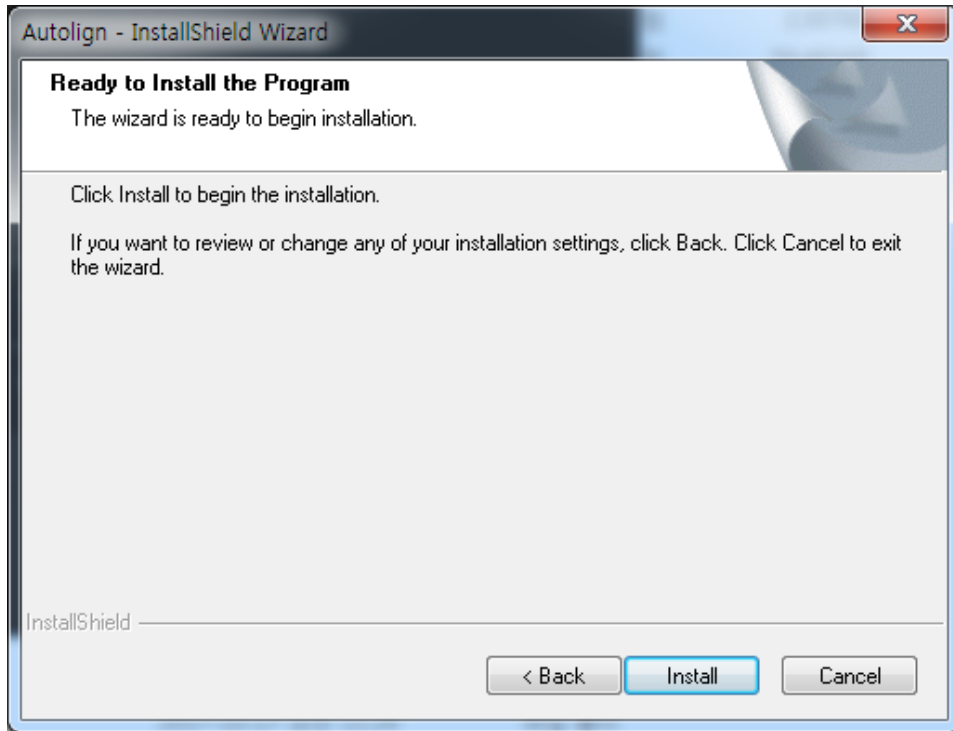 Autolign - InstallShield Wizard
Ready to Install the Program
The wizard is ready to begin installation.
Click Install to begin the installation.
If you want to review or change any of your installation settings, click Back. Click Cancel to exit
the wizard.
InstallShield
< Back
Install
Cancel